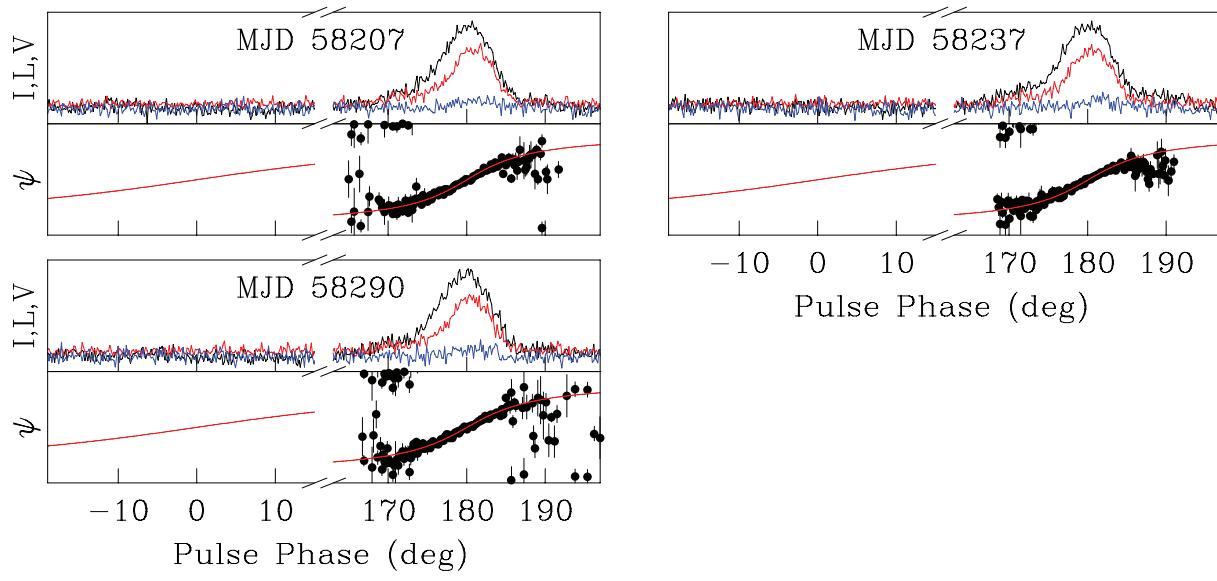 I,L,V
MJD 58207
MJD 58237
ψ
−10 0 10 170 180 190
Pulse Phase (deg)
I,L,V
MJD 58290
ψ
−10 0 10 170 180 190
Pulse Phase (deg)